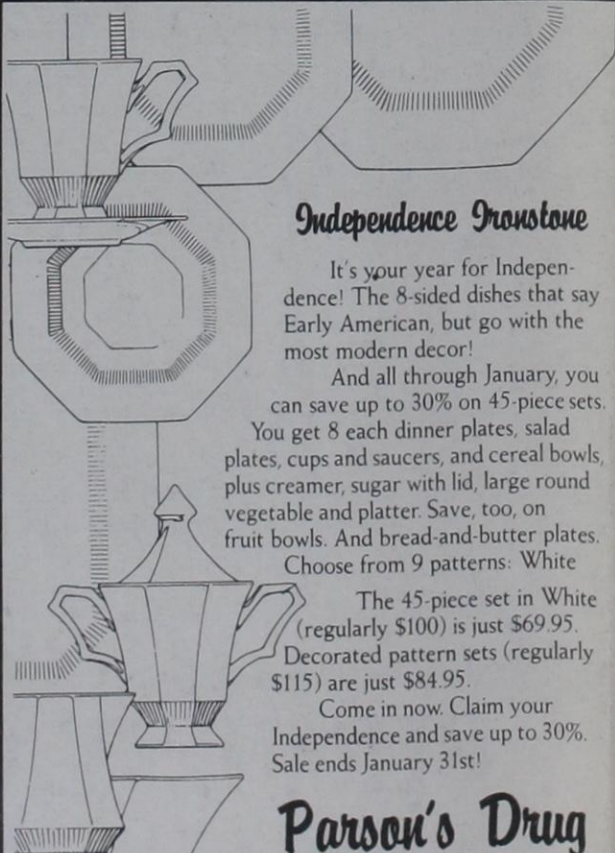 Independence Ironstone
It's your year for Indepen-
dence! The 8-sided dishes that say
Early American, but go with the
most modern decor!
And all through January, you
can save up to 30% on 45-piece sets.
You get 8 each dinner plates, salad
plates, cups and saucers, and cereal bowls,
plus creamer, sugar with lid, large round
vegetable and platter. Save, too, on
fruit bowls. And bread-and-butter plates.
Choose from 9 patterns: White
The 45-piece set in White
(regularly $100) is just $69.95.
Decorated pattern sets (regularly
$115) are just $84.95.
Come in now. Claim your
Independence and save up to 30%.
Sale ends January 31st!
Parson's Drug